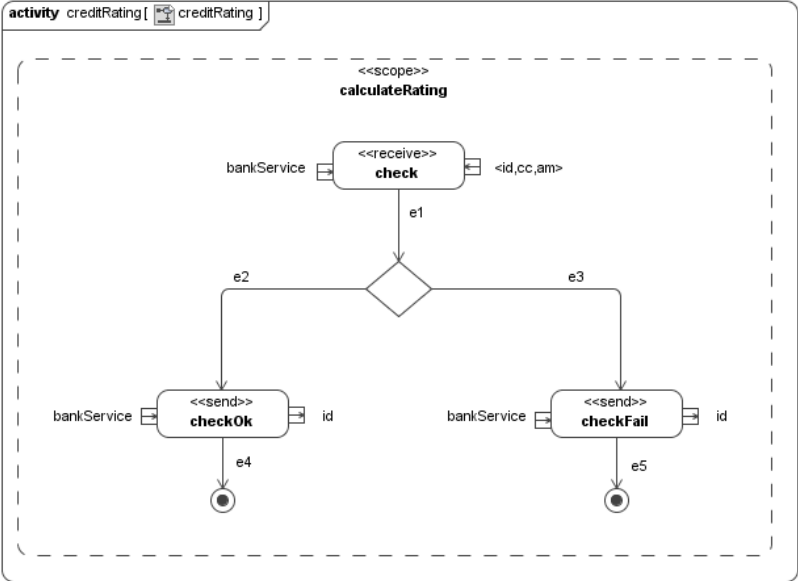 activity creditRating[ creditRating ]
<<scope>>
calculateRating
<<receive>>
bankService
check
<id,cc,am>
e1
e2
e3
<<send>>
bankService
checkOk
id
<<send>>
bankService
checkFail
id
e4
e5